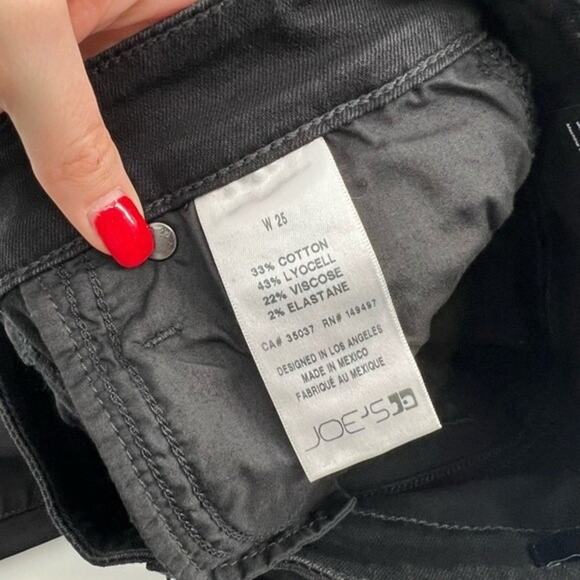 W 25
33% COTTON
43% LYOCELL
22% VISCOSE
2% ELASTANE
CA# 35037 RN# 149497
DESIGNED IN LOS ANGELES
MADE IN MEXICO
FABRIQUÉ AU MEXIQUE
JOE'S